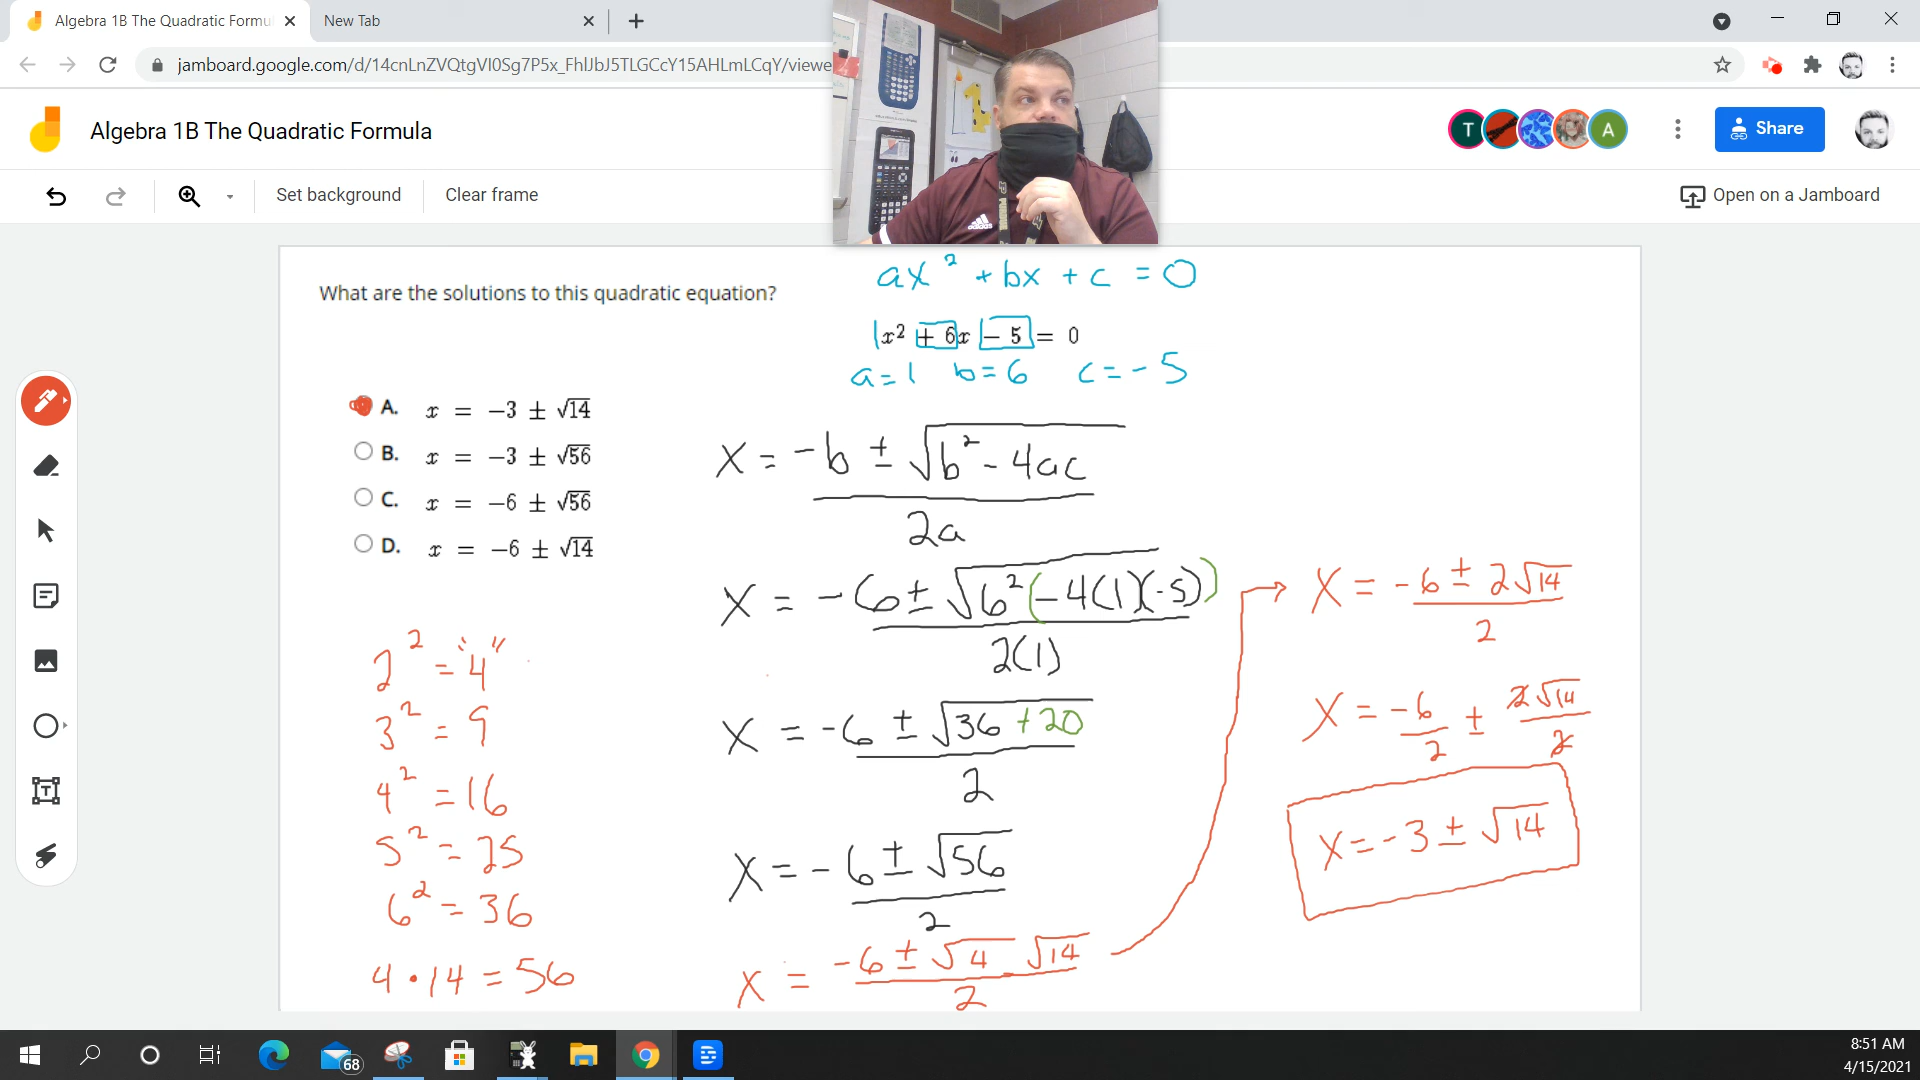 Algebra 1B The Quadratic Formu
New Tab
jamboard.google.com/d/14cnLnZVQtgVI0Sg7P5x_FhlJbJ5TLGCcY15AHLmLCqY/viewe
Algebra 1B The Quadratic Formula
T
A
Share
Set background
Clear frame
Open on a Jamboard
ax² + bx + c = 0
What are the solutions to this quadratic equation?
1x² + 6x − 5 = 0
a = 1 b = 6 c = -5
A. x = −3 ± √14
B. x = −3 ± √56
C. x = −6 ± √56
D. x = −6 ± √14
x = -b ± √b² - 4ac
2a
x = -6 ± √6² (-4(1)(-5))
2(1)
x = -6 ± √36 + 20
2
x = -6 ± √56
2
x = -6 ± √4 √14
2
2² = "4"
3² = 9
4² = 16
5² = 25
6² = 36
4 • 14 = 56
x = -6 ± 2√14
2
x = -6/2 ± 2√14/2
x = -3 ± √14
68
8:51 AM
4/15/2021